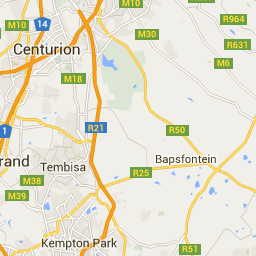 M10
M10
R964
14
M30
R631
Centurion
M6
M18
R21
R50
1
rand
Bapsfontein
Tembisa
R25
M38
M39
Kempton Park
R51